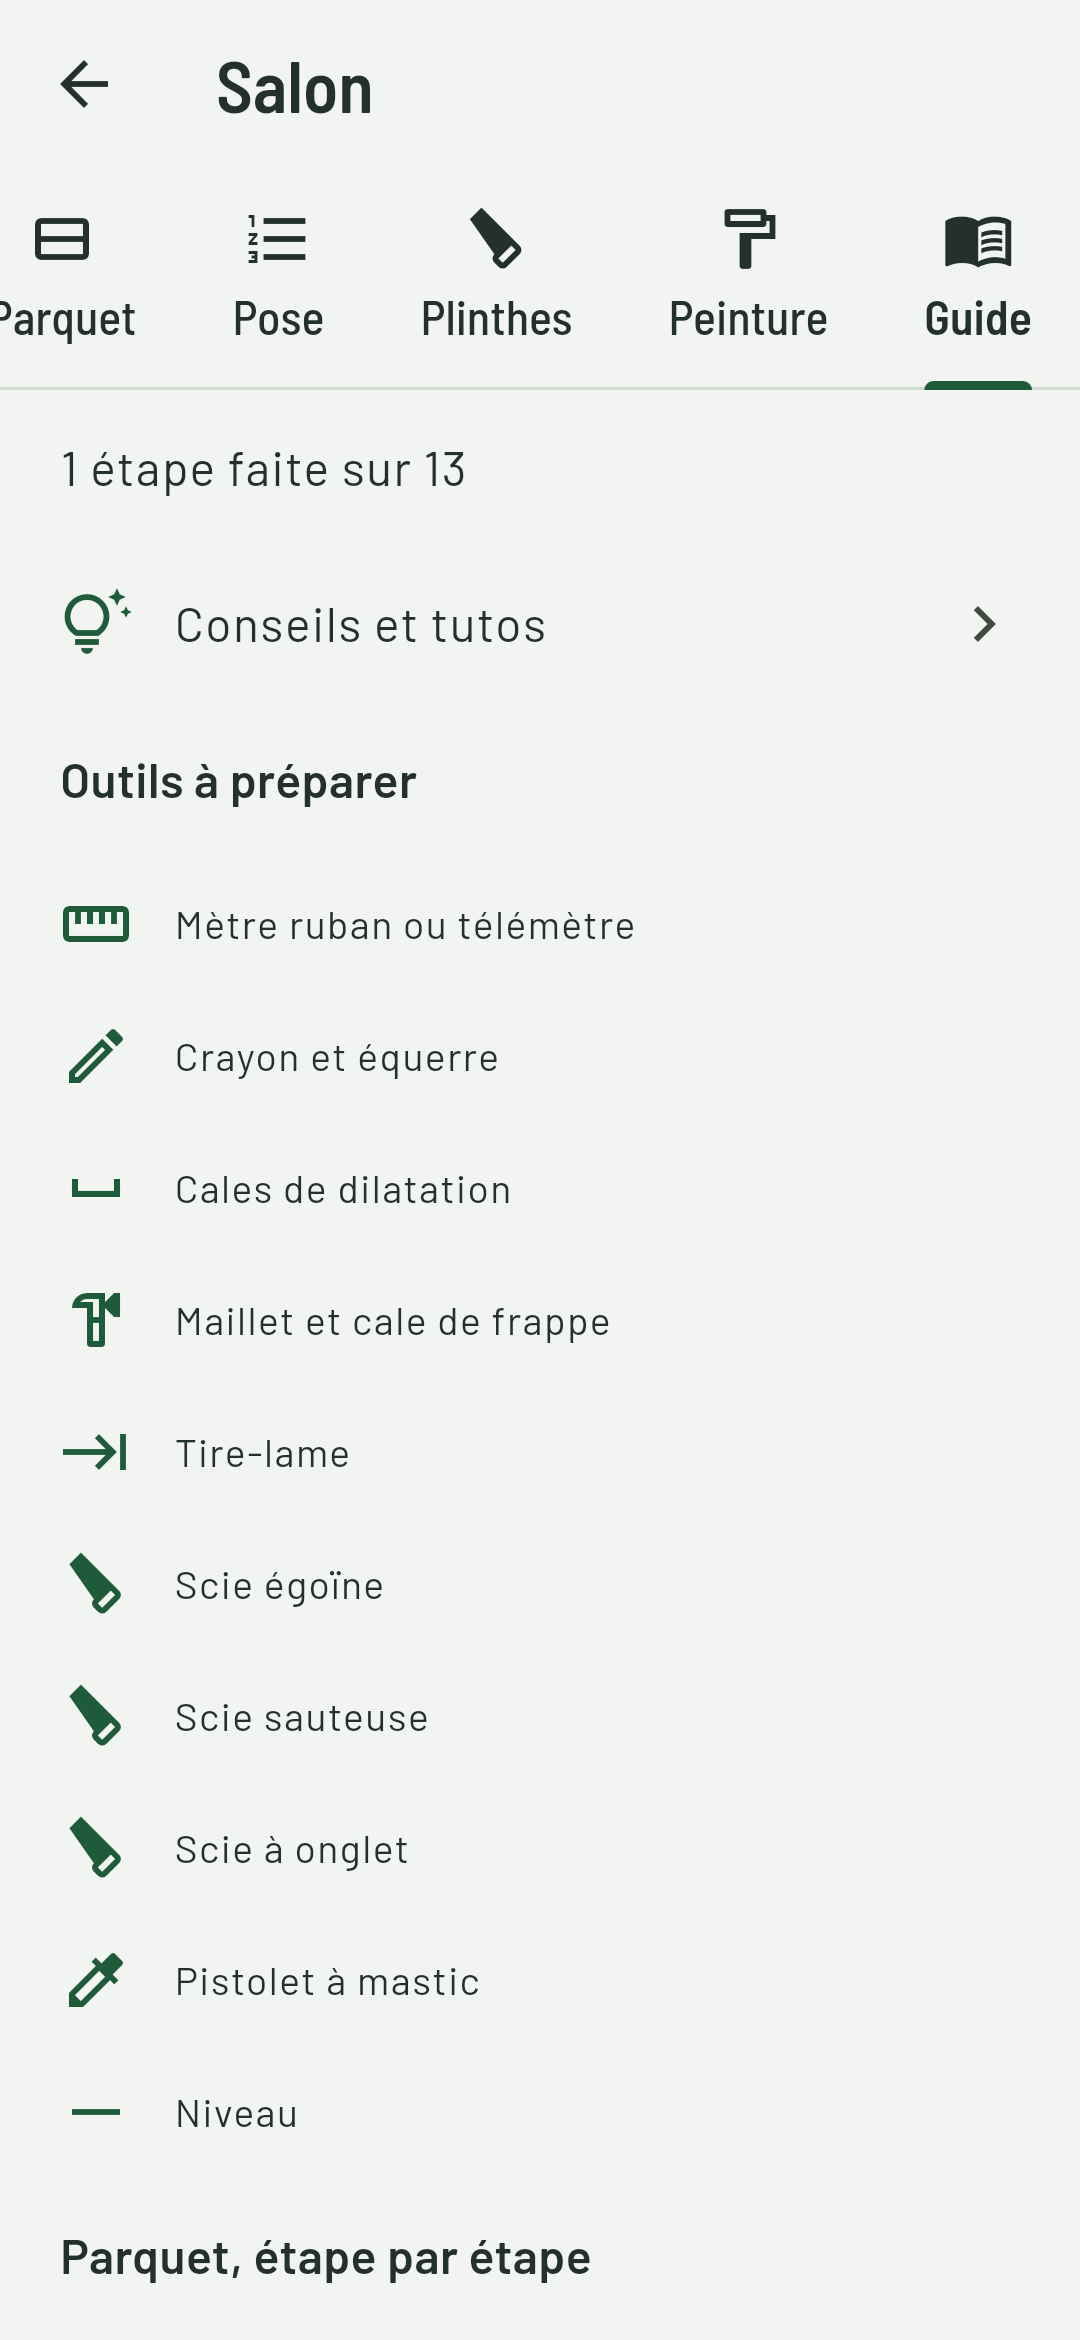 Salon
Parquet
Pose
Plinthes
Peinture
Guide
1 étape faite sur 13
Conseils et tutos
Outils à préparer
Mètre ruban ou télémètre
Crayon et équerre
Cales de dilatation
Maillet et cale de frappe
Tire-lame
Scie égoïne
Scie sauteuse
Scie à onglet
Pistolet à mastic
Niveau
Parquet, étape par étape